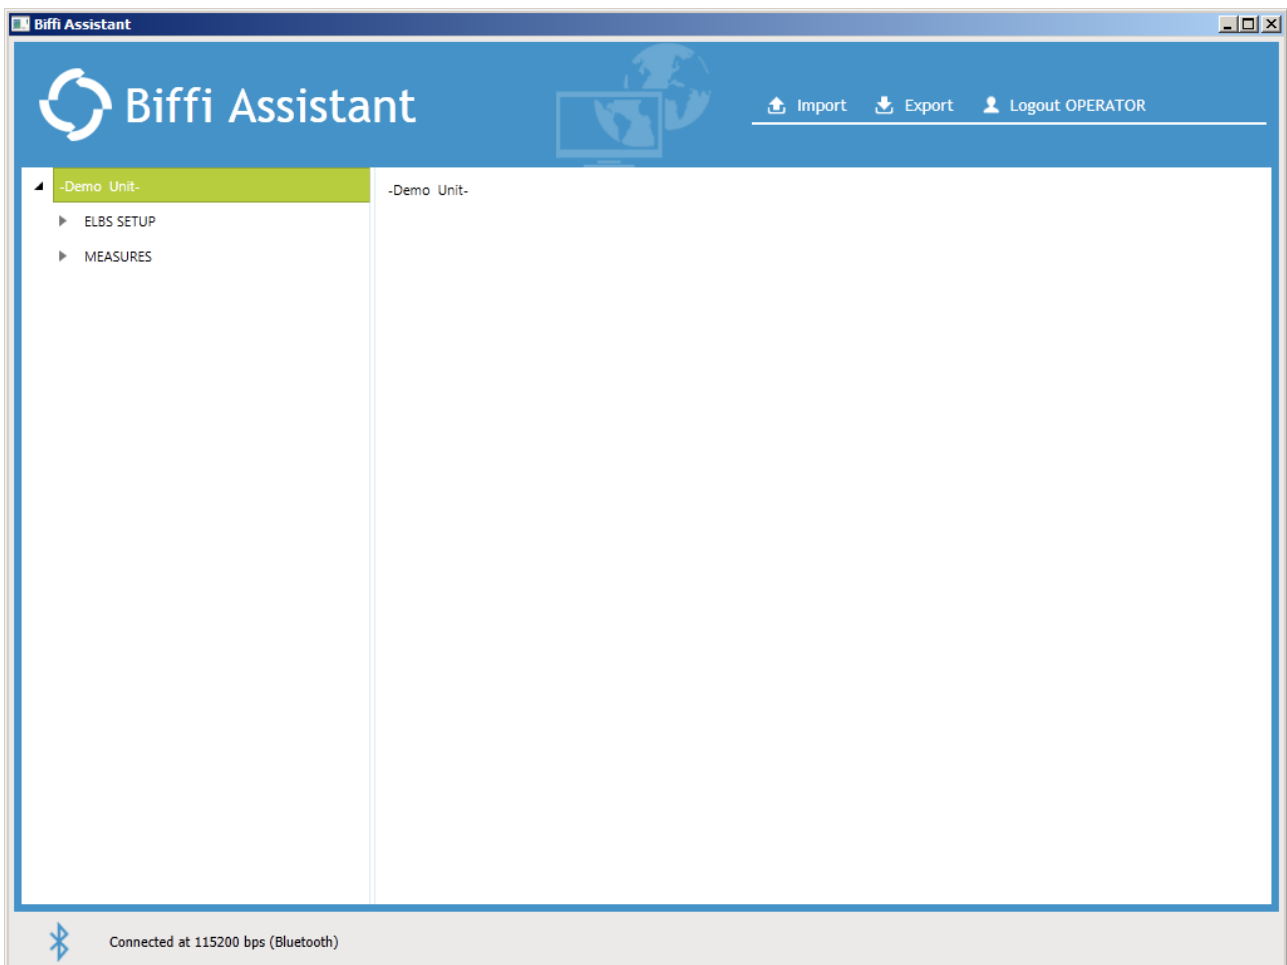 Biffi Assistant
Biffi Assistant
Import Export Logout OPERATOR
-Demo Unit-
-Demo Unit-
ELBS SETUP
MEASURES
Connected at 115200 bps (Bluetooth)